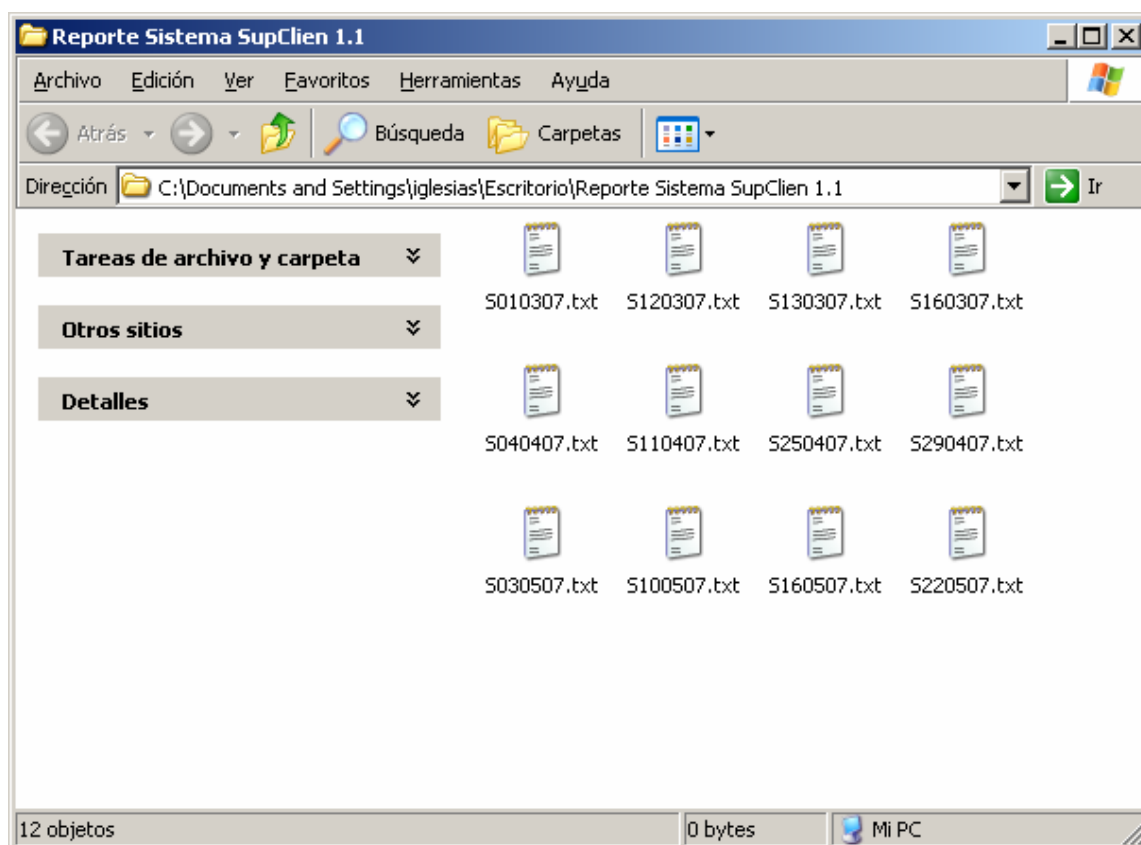 Reporte Sistema SupClien 1.1
Archivo Edición Ver Favoritos Herramientas Ayuda
Atrás Búsqueda Carpetas
Dirección C:\Documents and Settings\iglesias\Escritorio\Reporte Sistema SupClien 1.1 Ir
Tareas de archivo y carpeta
Otros sitios
Detalles
S010307.txt S120307.txt S130307.txt S160307.txt
S040407.txt S110407.txt S250407.txt S290407.txt
S030507.txt S100507.txt S160507.txt S220507.txt
12 objetos 0 bytes Mi PC